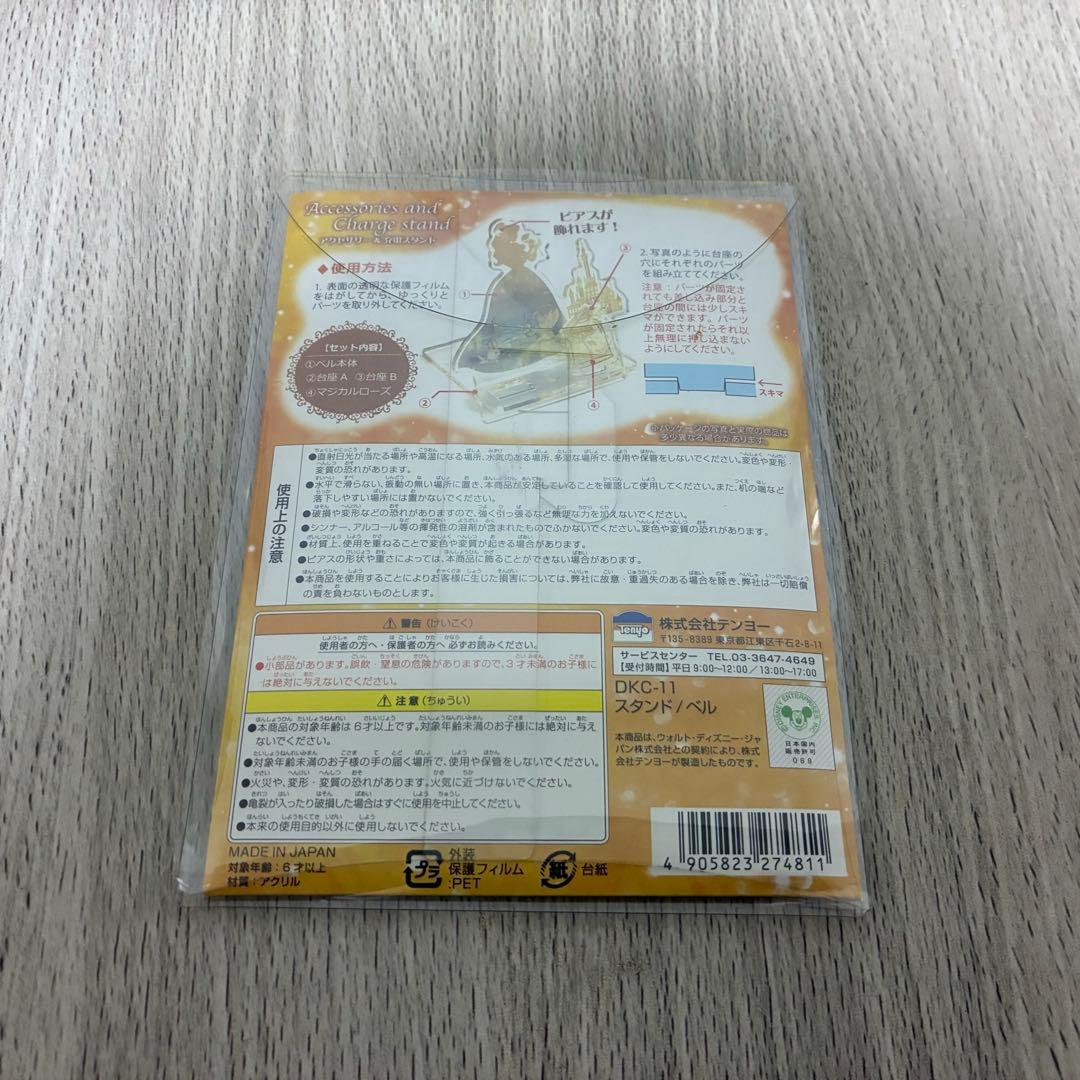 Accessories and
Charge stand
アクセサリー & 充電スタンド
ピアスが
飾れます！
◆使用方法
1. 表面の透明な保護フィルム
をはがしてから、ゆっくりと
パーツを取り外してください。
【セット内容】
①ベル本体
②台座A ③台座B
④マジカルローズ
①
②
③
④
2. 写真のように台座の
穴にそれぞれのパーツ
を組み立ててください。
注意：パーツが固定さ
れても差し込み部分と
台座の間には少しスキ
マができます。パーツ
が固定されたらそれ以
上無理に押し込まない
ようにしてください。
スキマ
※パッケージの写真と実際の商品は
多少異なる場合があります。
使用上の注意
●直射日光が当たる場所や高温になる場所、水気のある場所、多湿な場所で、使用や保管をしないでください。変色や変形・
変質の恐れがあります。
●水平で滑らない、振動の無い場所に置き、本商品が安定していることを確認して使用してください。また、机の端など
落下しやすい場所には置かないでください。
●破損や変形などの恐れがありますので、強く引っ張るなど無理な力を加えないでください。
●シンナー、アルコール等の揮発性の溶剤が含まれたものでふかないでください。変色や変質の恐れがあります。
●材質上、使用を重ねることで変色や変質が起きる場合があります。
●ピアスの形状や重さによっては、本商品に飾ることができない場合があります。
●本商品を使用することによりお客様に生じた損害については、弊社に故意・重過失のある場合を除き、弊社は一切賠償
の責を負わないものとします。
⚠ 警告（けいこく）
使用者の方へ・保護者の方へ 必ずお読みください。
●小部品があります。誤飲・窒息の危険がありますので、3才未満のお子様に
は絶対に与えないでください。
⚠ 注意（ちゅうい）
●本商品の対象年齢は6才以上です。対象年齢未満のお子様には絶対に与え
ないでください。
●対象年齢未満のお子様の手の届く場所で、使用や保管をしないでください。
●火災や、変形・変質の恐れがあります。火気に近づけないでください。
●亀裂が入ったり破損した場合はすぐに使用を中止してください。
●本来の使用目的以外に使用しないでください。
MADE IN JAPAN
対象年齢：6才以上
材質：アクリル
プラ
外装
保護フィルム
:PET
紙
台紙
Tenyo
株式会社テンヨー
〒135-8389 東京都江東区千石2-8-11
サービスセンター TEL.03-3647-4649
【受付時間】平日 9:00〜12:00／13:00〜17:00
DKC-11
スタンド/ベル
本商品は、ウォルト・ディズニー・ジャ
パン株式会社との契約により、株式
会社テンヨーが製造したものです。
DISNEY ENTERPRISES INC.
日本国内
販売許可
089
4 905823 274811